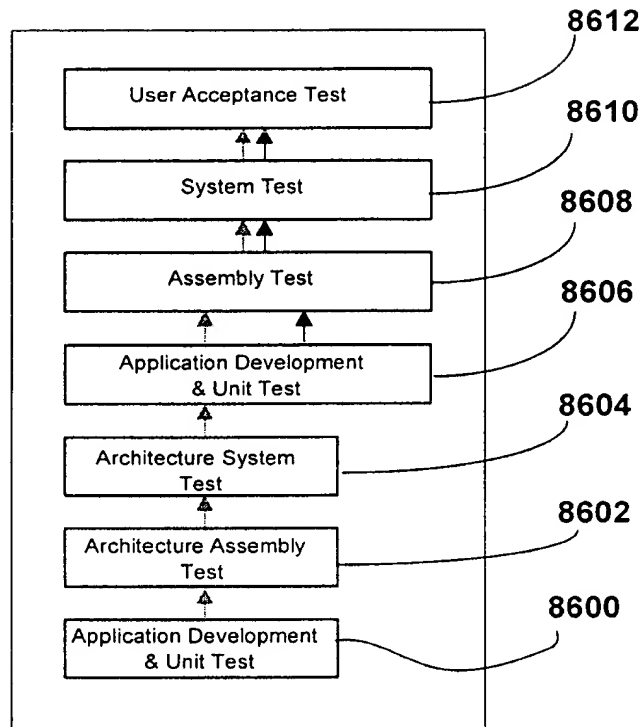 8612
User Acceptance Test
8610
System Test
8608
Assembly Test
8606
Application Development
& Unit Test
8604
Architecture System
Test
8602
Architecture Assembly
Test
8600
Application Development
& Unit Test